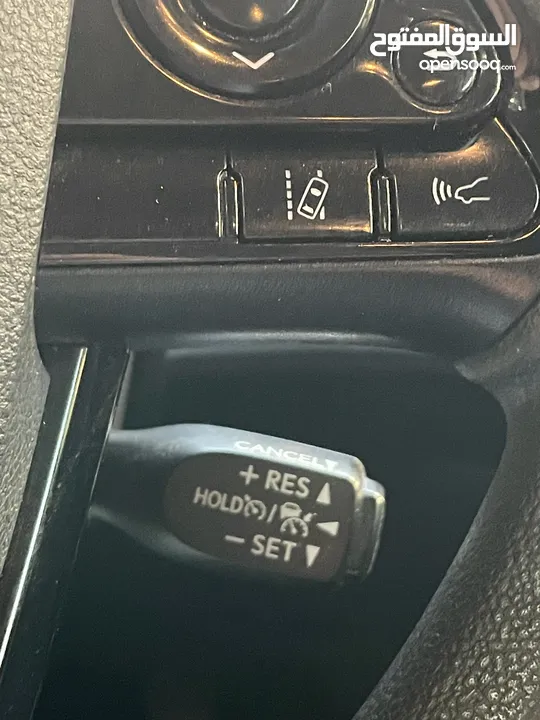 السوق المفتوح
opensooq.com
CANCEL
+ RES ▲
HOLD / ◄
− SET ▼